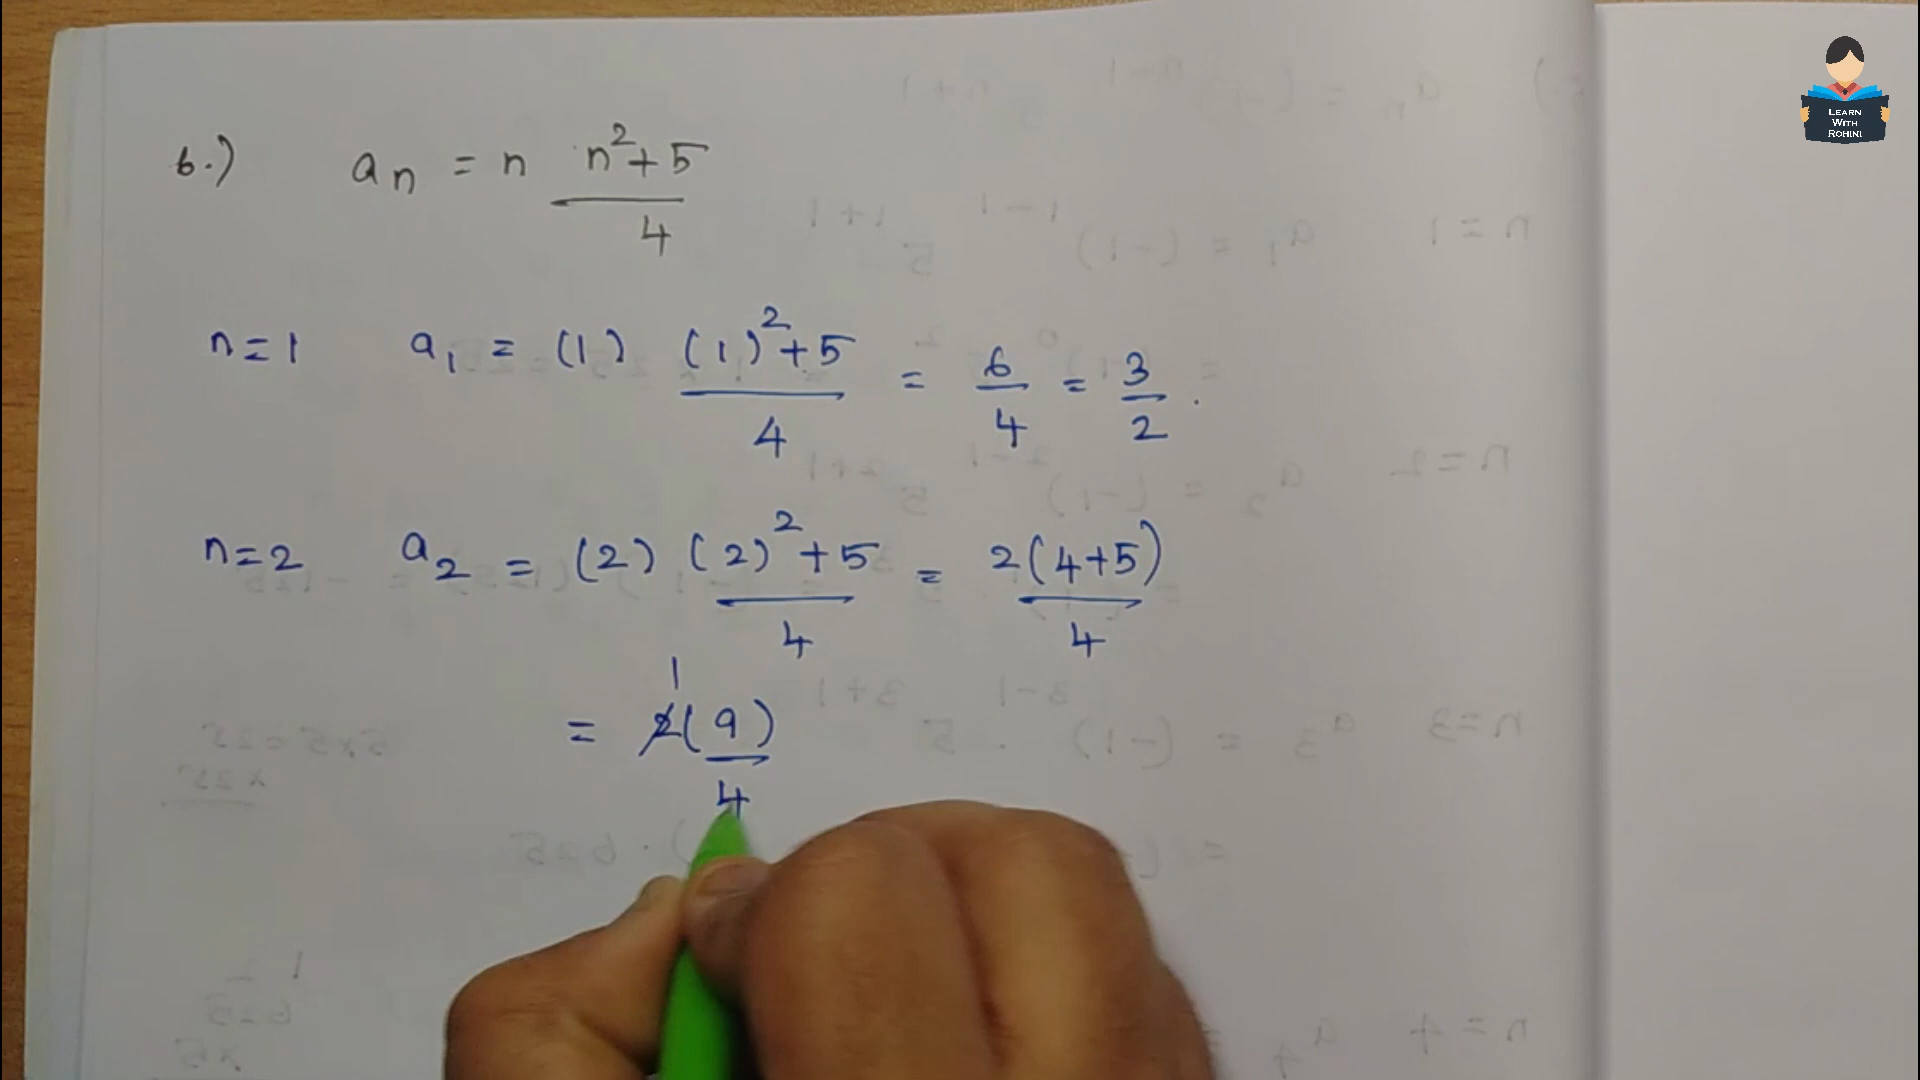 LEARN
WITH
ROHINI
6.) aₙ = n n²+5
4
n=1 a₁ = (1) (1)²+5 = 6 = 3 .
4 4 2
n=2 a₂ = (2) (2)²+5 = 2(4+5)
4 4
1
= 2(9)
4